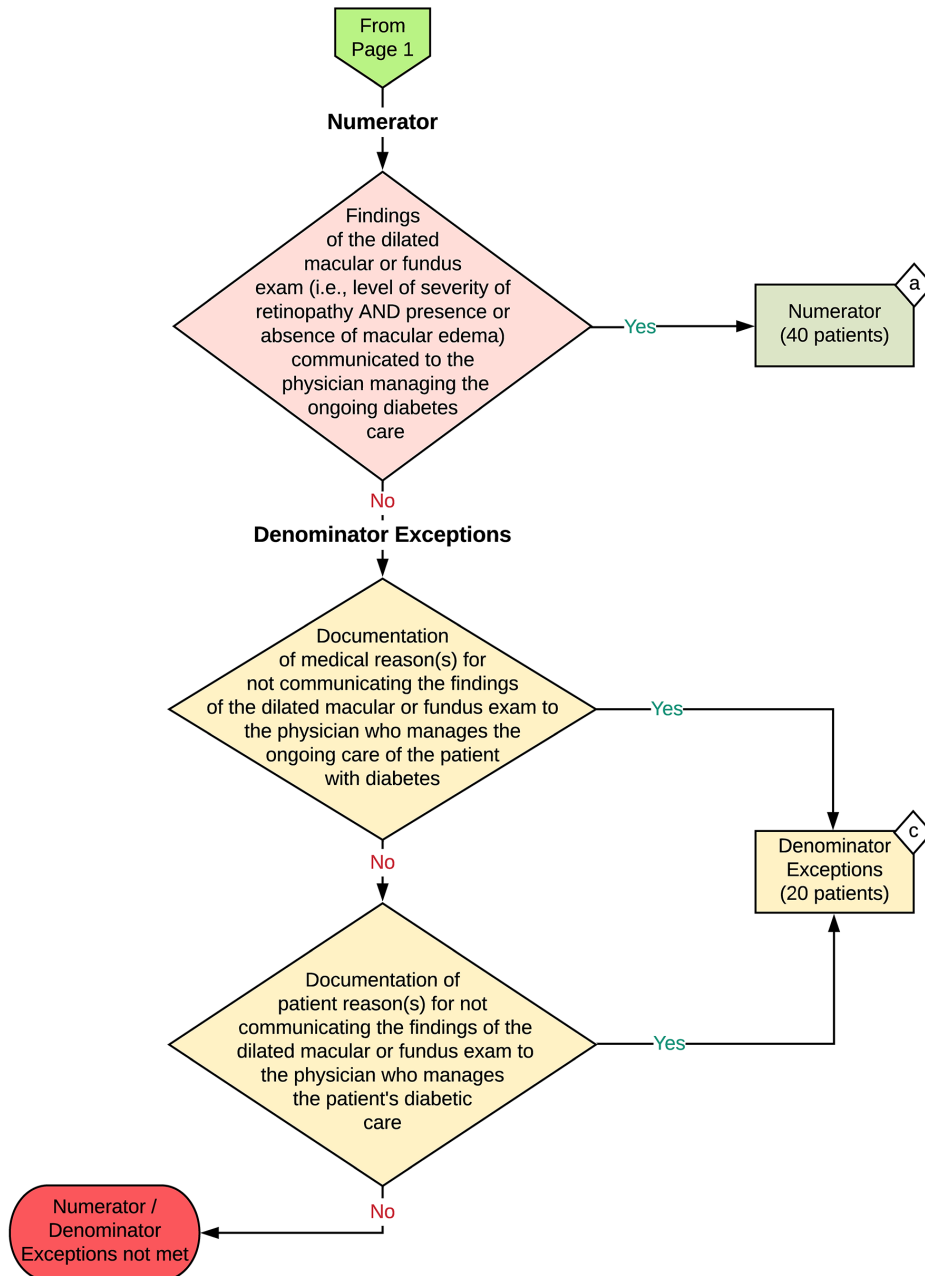 From
Page 1
Numerator
Findings
of the dilated
macular or fundus
exam (i.e., level of severity of
retinopathy AND presence or
absence of macular edema)
communicated to the
physician managing the
ongoing diabetes
care
Yes
a
Numerator
(40 patients)
No
Denominator Exceptions
Documentation
of medical reason(s) for
not communicating the findings
of the dilated macular or fundus exam to
the physician who manages the
ongoing care of the patient
with diabetes
Yes
c
Denominator
Exceptions
(20 patients)
No
Documentation of
patient reason(s) for not
communicating the findings of the
dilated macular or fundus exam to
the physician who manages
the patient's diabetic
care
Yes
No
Numerator /
Denominator
Exceptions not met